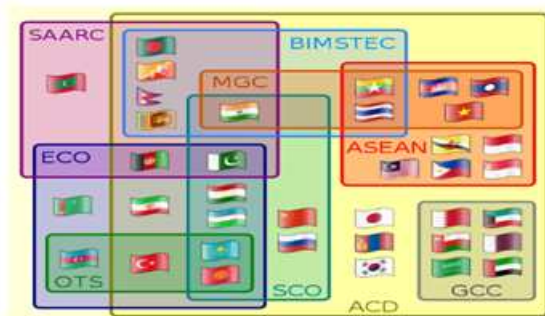 SAARC
BIMSTEC
MGC
ASEAN
ECO
OTS
SCO
ACD
GCC